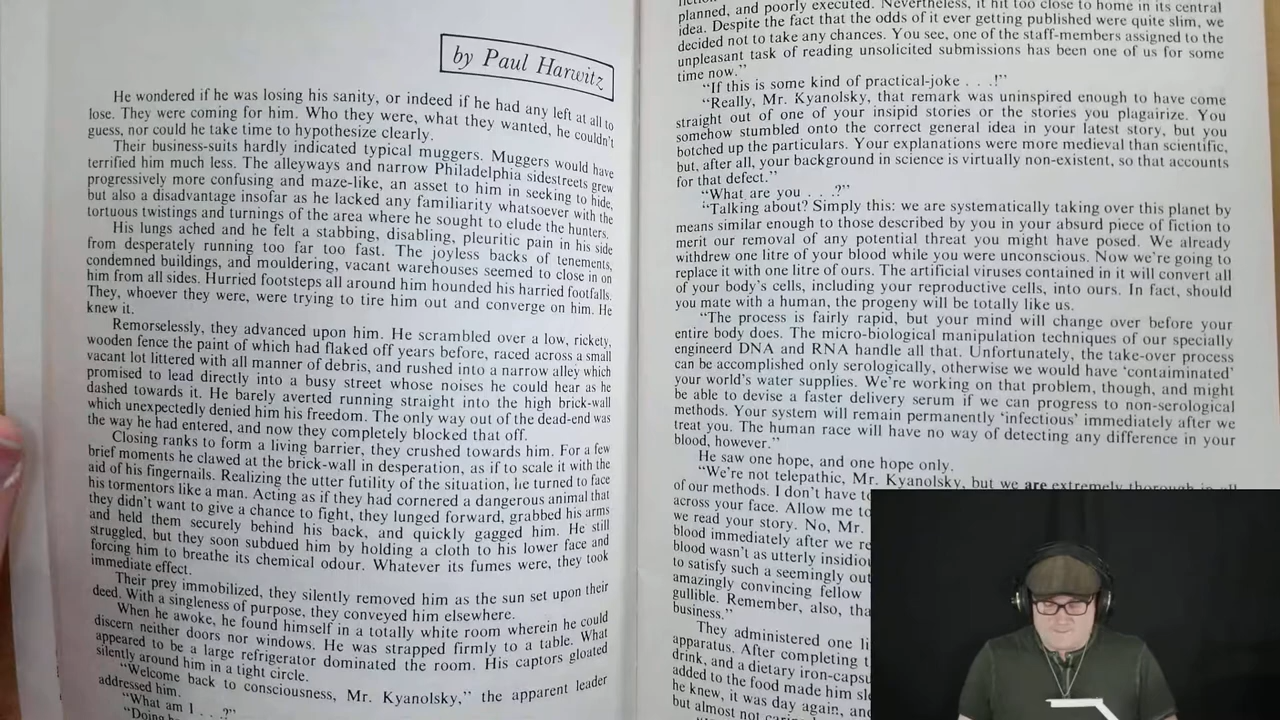 by Paul Harwitz
He wondered if he was losing his sanity, or indeed if he had any left at all to
lose. They were coming for him. Who they were, what they wanted, he couldn't
guess, nor could he take time to hypothesize clearly.
Their business-suits hardly indicated typical muggers. Muggers would have
terrified him much less. The alleyways and narrow Philadelphia sidestreets grew
progressively more confusing and maze-like, an asset to him in seeking to hide,
but also a disadvantage insofar as he lacked any familiarity whatsoever with the
tortuous twistings and turnings of the area where he sought to elude the hunters.
His lungs ached and he felt a stabbing, disabling, pleuritic pain in his side
from desperately running too far too fast. The joyless backs of tenements,
condemned buildings, and mouldering, vacant warehouses seemed to close in on
him from all sides. Hurried footsteps all around him hounded his harried footfalls.
They, whoever they were, were trying to tire him out and converge on him. He
knew it.
Remorselessly, they advanced upon him. He scrambled over a low, rickety,
wooden fence the paint of which had flaked off years before, raced across a small
vacant lot littered with all manner of debris, and rushed into a narrow alley which
promised to lead directly into a busy street whose noises he could hear as he
dashed towards it. He barely averted running straight into the high brick-wall
which unexpectedly denied him his freedom. The only way out of the dead-end was
the way he had entered, and now they completely blocked that off.
Closing ranks to form a living barrier, they crushed towards him. For a few
brief moments he clawed at the brick-wall in desperation, as if to scale it with the
aid of his fingernails. Realizing the utter futility of the situation, he turned to face
his tormentors like a man. Acting as if they had cornered a dangerous animal that
they didn't want to give a chance to fight, they lunged forward, grabbed his arms
and held them securely behind his back, and quickly gagged him. He still
struggled, but they soon subdued him by holding a cloth to his lower face and
forcing him to breathe its chemical odour. Whatever its fumes were, they took
immediate effect.
Their prey immobilized, they silently removed him as the sun set upon their
deed. With a singleness of purpose, they conveyed him elsewhere.
When he awoke, he found himself in a totally white room wherein he could
discern neither doors nor windows. He was strapped firmly to a table. What
appeared to be a large refrigerator dominated the room. His captors gloated
silently around him in a tight circle.
"Welcome back to consciousness, Mr. Kyanolsky," the apparent leader
addressed him.
"What am I . . .?"
"Doing
planned, and poorly executed. Nevertheless, it hit too close to home in its central
idea. Despite the fact that the odds of it ever getting published were quite slim, we
decided not to take any chances. You see, one of the staff-members assigned to the
unpleasant task of reading unsolicited submissions has been one of us for some
time now."
"If this is some kind of practical-joke . . .!"
"Really, Mr. Kyanolsky, that remark was uninspired enough to have come
straight out of one of your insipid stories or the stories you plagairize. You
somehow stumbled onto the correct general idea in your latest story, but you
botched up the particulars. Your explanations were more medieval than scientific,
but, after all, your background in science is virtually non-existent, so that accounts
for that defect."
"What are you . . .?"
"Talking about? Simply this: we are systematically taking over this planet by
means similar enough to those described by you in your absurd piece of fiction to
merit our removal of any potential threat you might have posed. We already
withdrew one litre of your blood while you were unconscious. Now we're going to
replace it with one litre of ours. The artificial viruses contained in it will convert all
of your body's cells, including your reproductive cells, into ours. In fact, should
you mate with a human, the progeny will be totally like us.
"The process is fairly rapid, but your mind will change over before your
entire body does. The micro-biological manipulation techniques of our specially
engineerd DNA and RNA handle all that. Unfortunately, the take-over process
can be accomplished only serologically, otherwise we would have 'contaiminated'
your world's water supplies. We're working on that problem, though, and might
be able to devise a faster delivery serum if we can progress to non-serological
methods. Your system will remain permanently 'infectious' immediately after we
treat you. The human race will have no way of detecting any difference in your
blood, however."
He saw one hope, and one hope only.
"We're not telepathic, Mr. Kyanolsky, but we are extremely thorough in all
of our methods. I don't have to
across your face. Allow me to
we read your story. No, Mr.
blood immediately after we re
blood wasn't as utterly insidiou
to satisfy such a seemingly out
amazingly convincing fellow
gullible. Remember, also, tha
business."
They administered one li
apparatus. After completing t
drink, and a dietary iron-capsu
added to the food made him sle
he knew, it was day again, and
but almost not